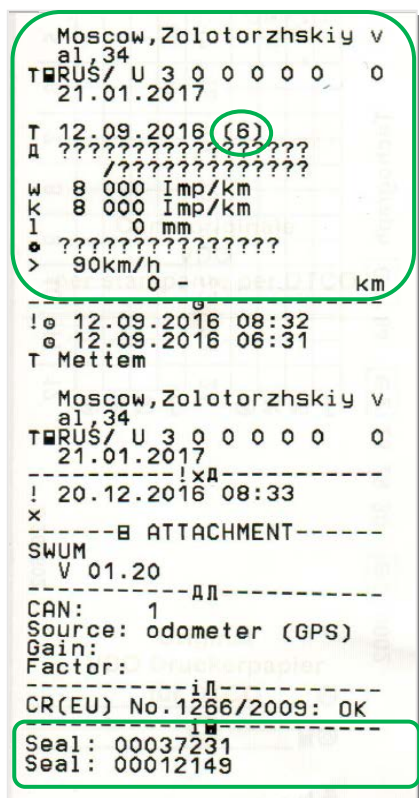 Moscow,Zolotorzhskiy v
al,34
T RUS/ U 3 0 0 0 0 0 0
21.01.2017
T 12.09.2016 (6)
Д ?????????????????
/?????????????
w 8 000 Imp/km
k 8 000 Imp/km
l 0 mm
● ???????????????
> 90km/h
0 - km
!⊙ 12.09.2016 08:32
⊙ 12.09.2016 06:31
T Mettem
Moscow,Zolotorzhskiy v
al,34
T RUS/ U 3 0 0 0 0 0 0
21.01.2017
------------!xД------------
! 20.12.2016 08:33
x
------ ATTACHMENT------
SWUM
V 01.20
-----------ДЛ-----------
CAN: 1
Source: odometer (GPS)
Gain:
Factor:
-----------iЛ-----------
CR(EU) No.1266/2009: OK
Seal: 00037231
Seal: 00012149